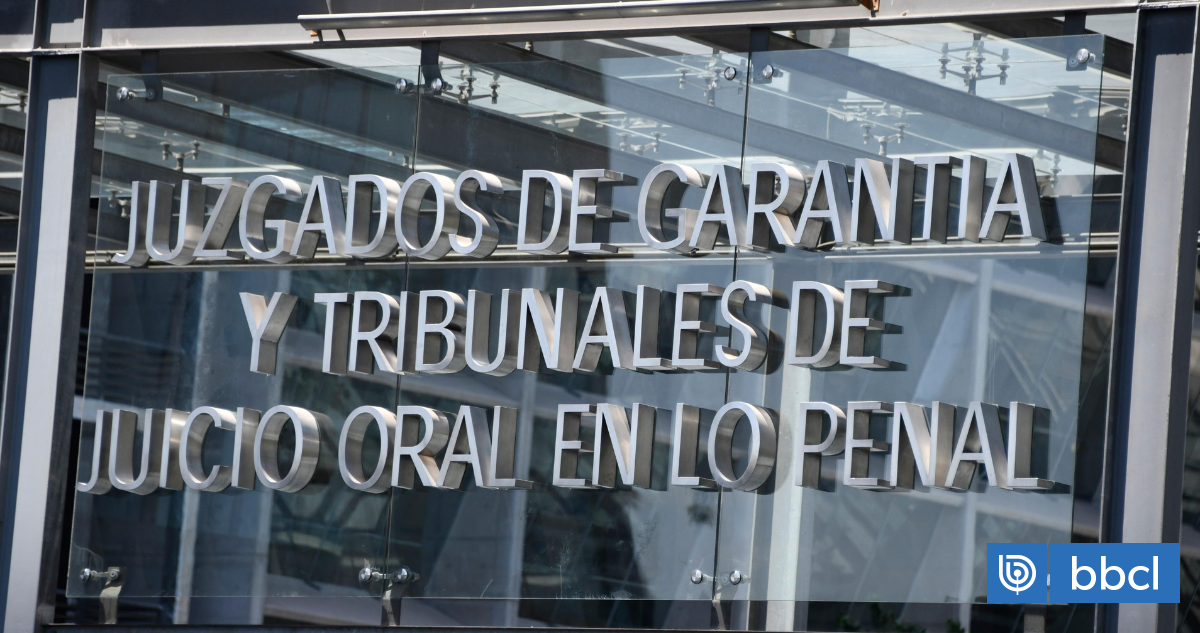 JUZGADOS DE GARANTIA
Y TRIBUNALES DE
JUICIO ORAL EN LO PENAL
bbcl